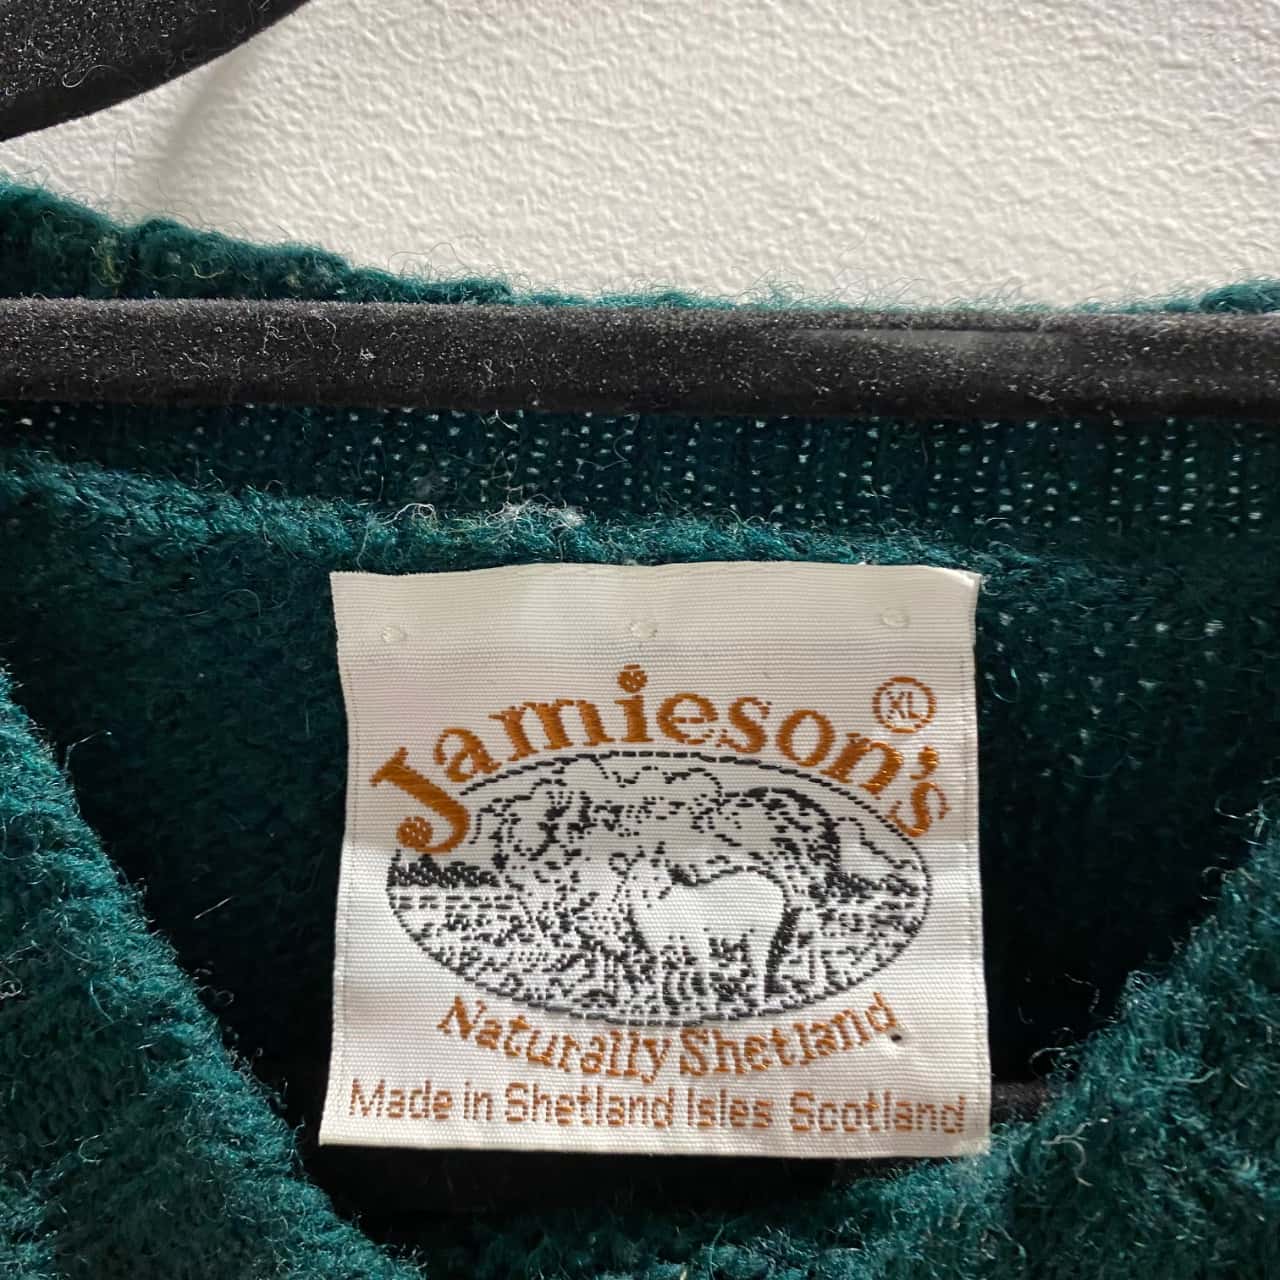 Jamieson's
XL
Naturally Shetland
Made in Shetland Isles Scotland